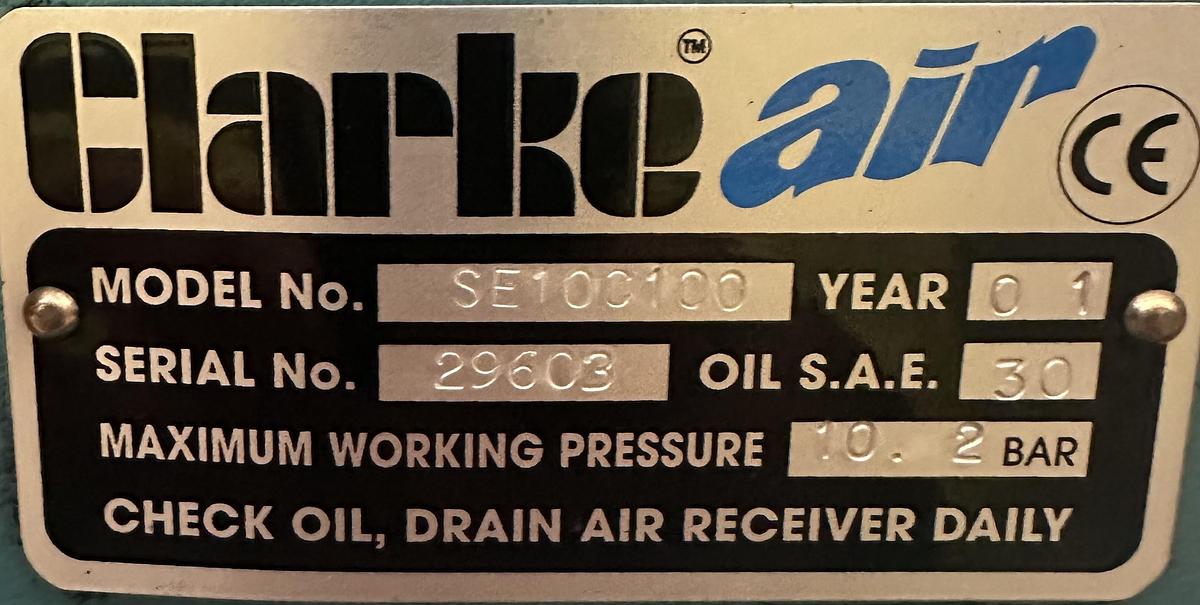 Clarke™ air CE
MODEL No. SE10C100 YEAR 0 1
SERIAL No. 29603 OIL S.A.E. 30
MAXIMUM WORKING PRESSURE 10. 2 BAR
CHECK OIL, DRAIN AIR RECEIVER DAILY